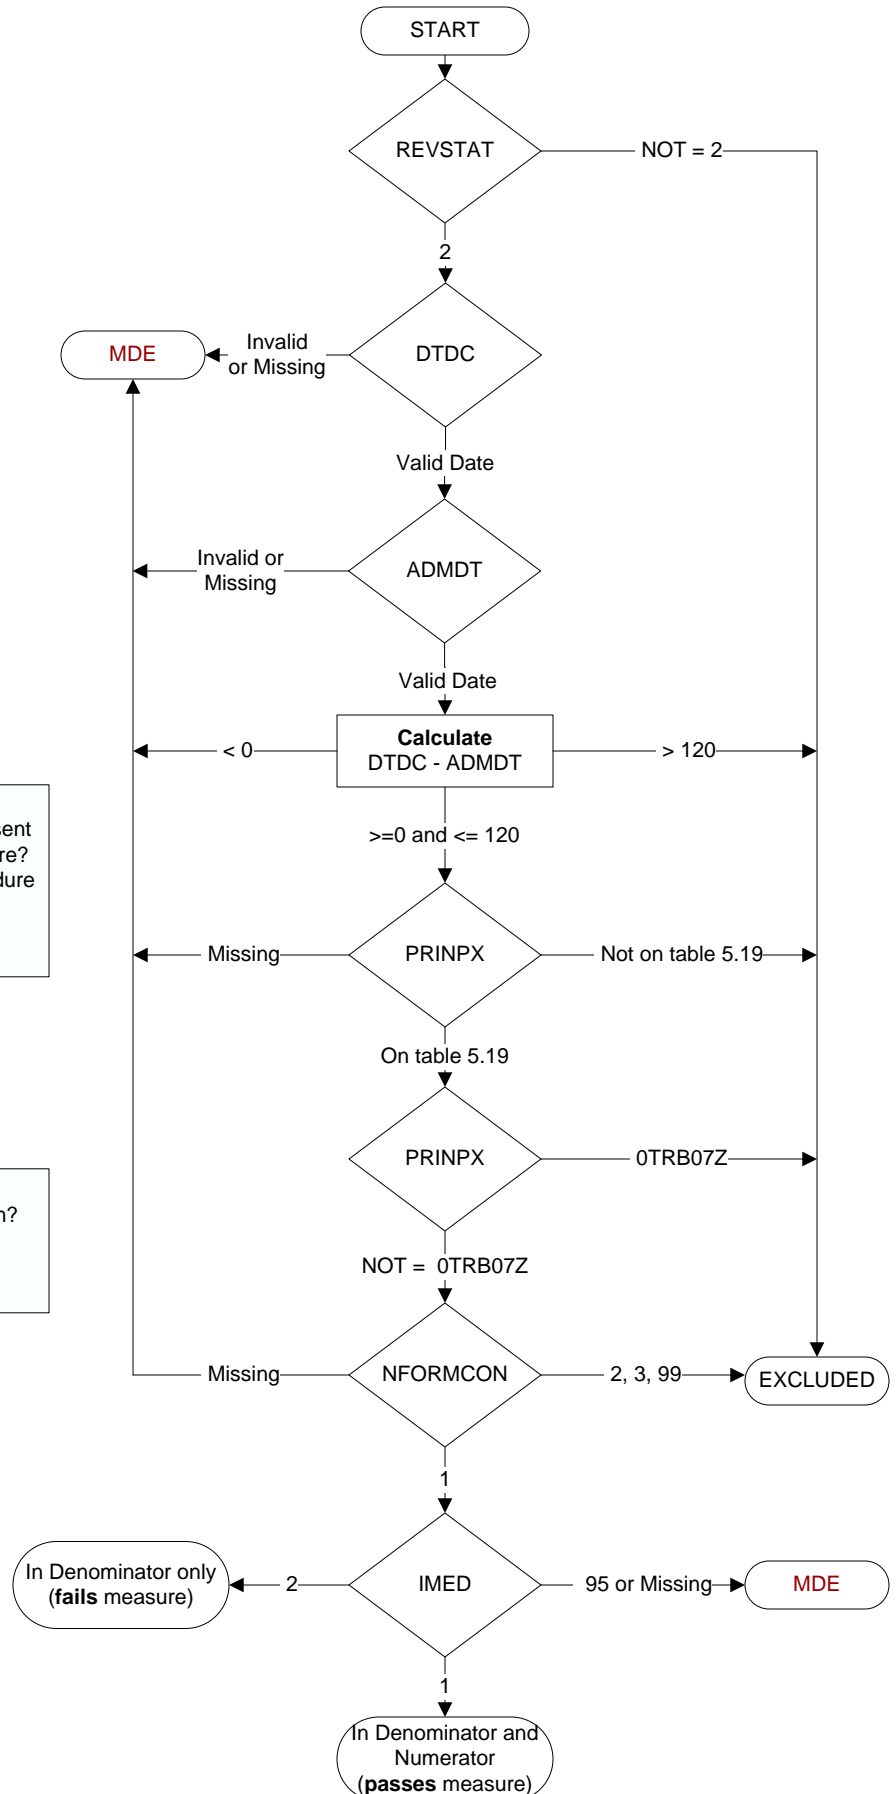 START
REVSTAT
NOT = 2
2
DTDC
Invalid
or Missing
MDE
Valid Date
ADMDT
Invalid or
Missing
Valid Date
Calculate
DTDC - ADMDT
< 0
> 120
>=0 and <= 120
PRINPX
Missing
Not on table 5.19
On table 5.19
PRINPX
0TRB07Z
NOT = 0TRB07Z
NFORMCON
Missing
2, 3, 99
EXCLUDED
1
IMED
2
In Denominator only
(fails measure)
95 or Missing
MDE
1
In Denominator and
Numerator
(passes measure)